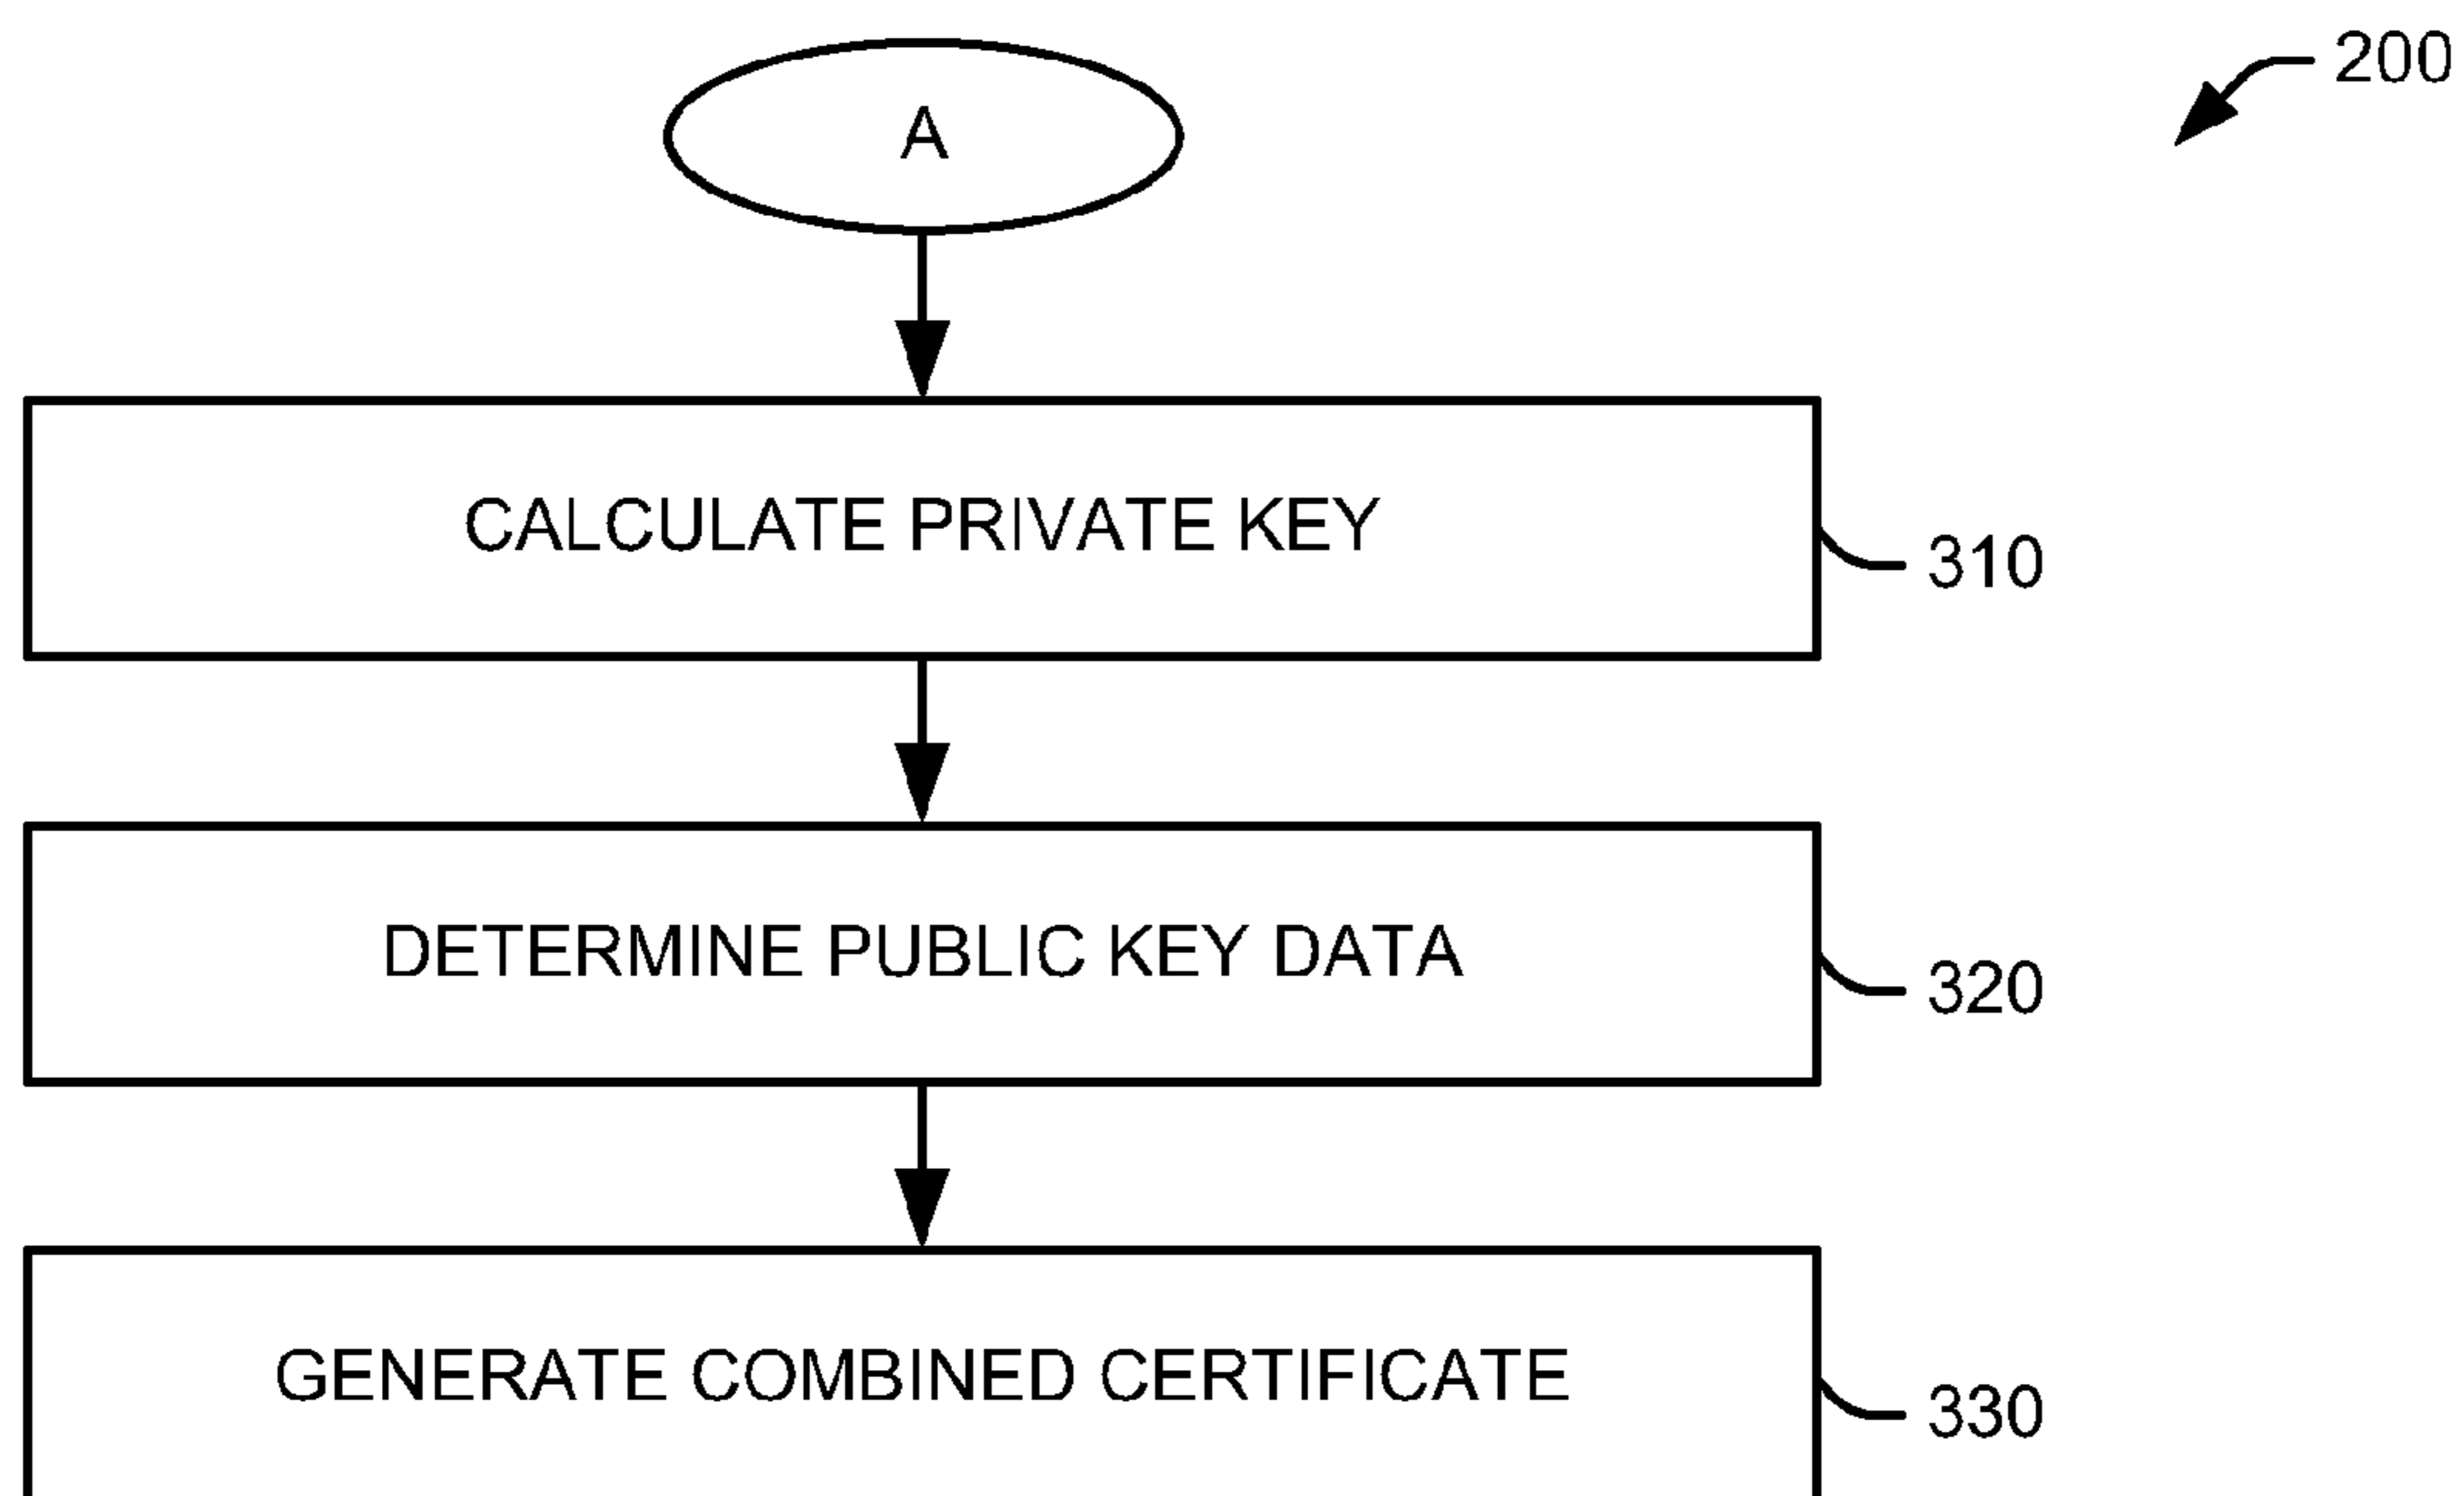 200
A
CALCULATE PRIVATE KEY
310
DETERMINE PUBLIC KEY DATA
320
GENERATE COMBINED CERTIFICATE
330